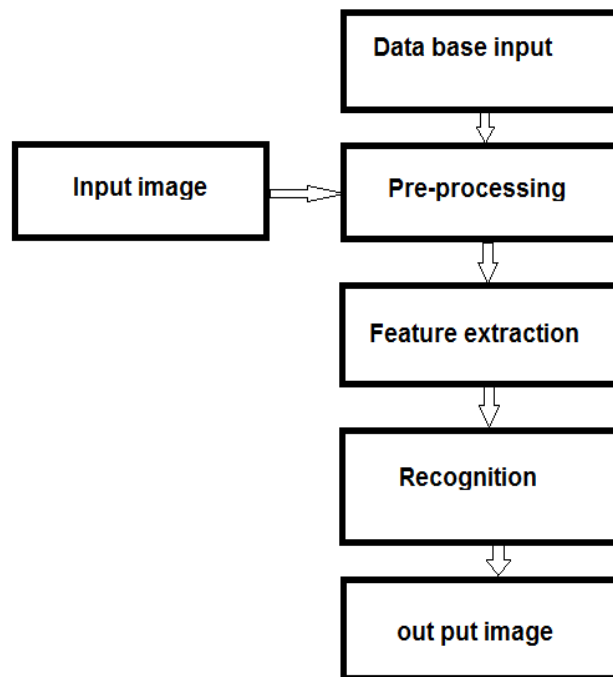 Data base input
Input image
Pre-processing
Feature extraction
Recognition
out put image